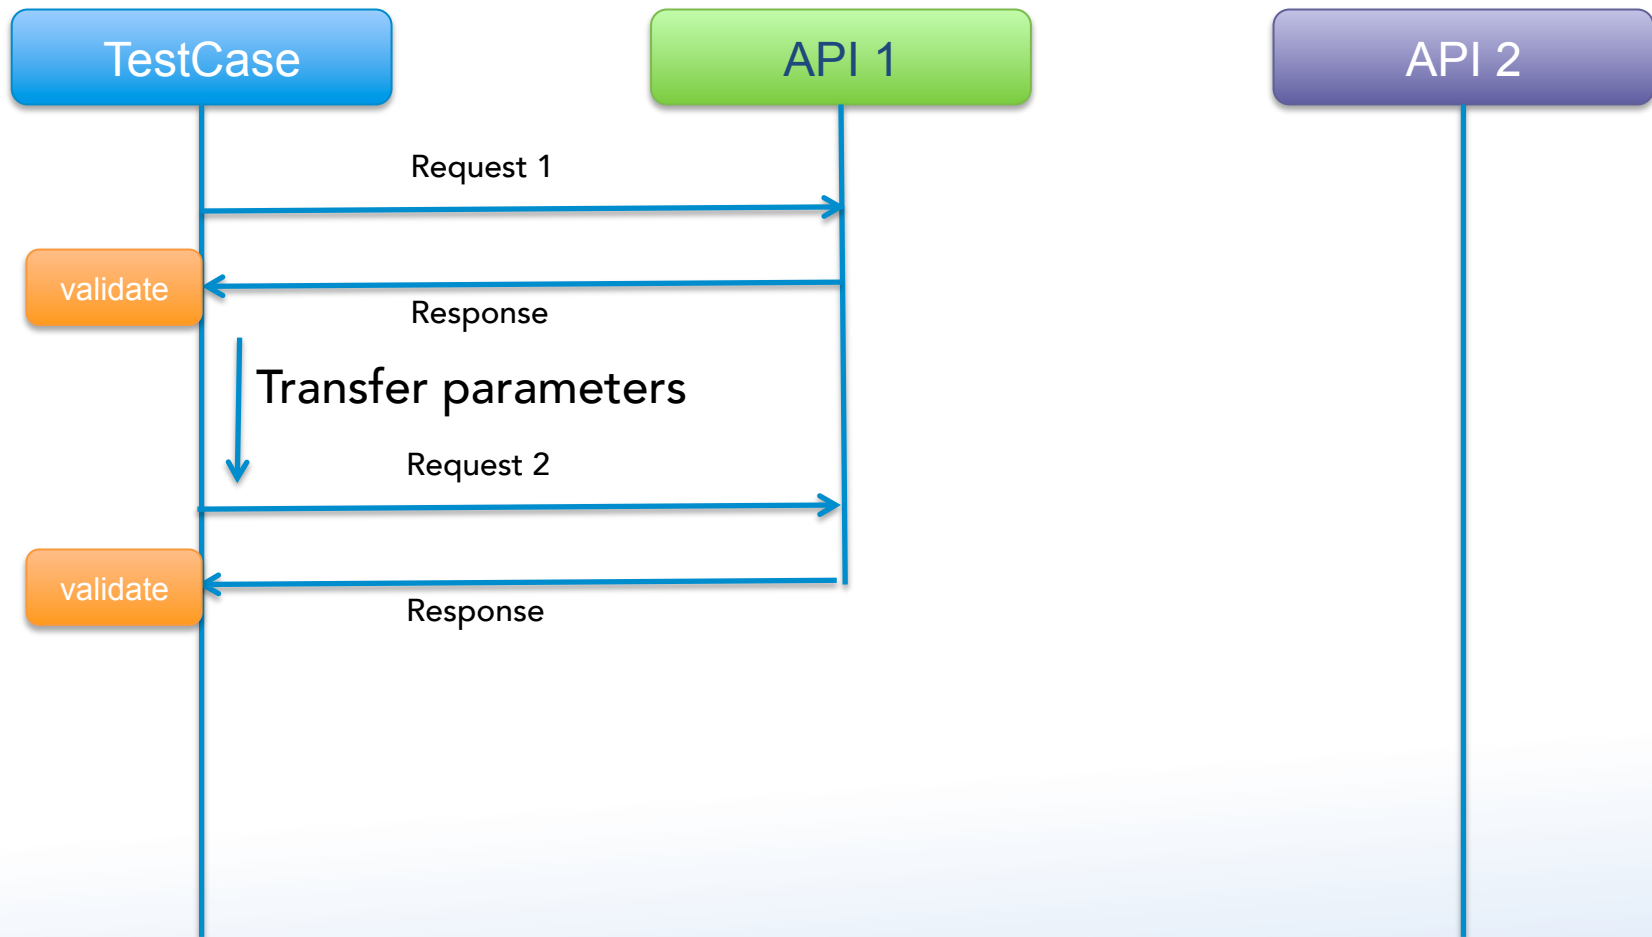 TestCase
API 1
API 2
Request 1
validate
Response
Transfer parameters
Request 2
validate
Response